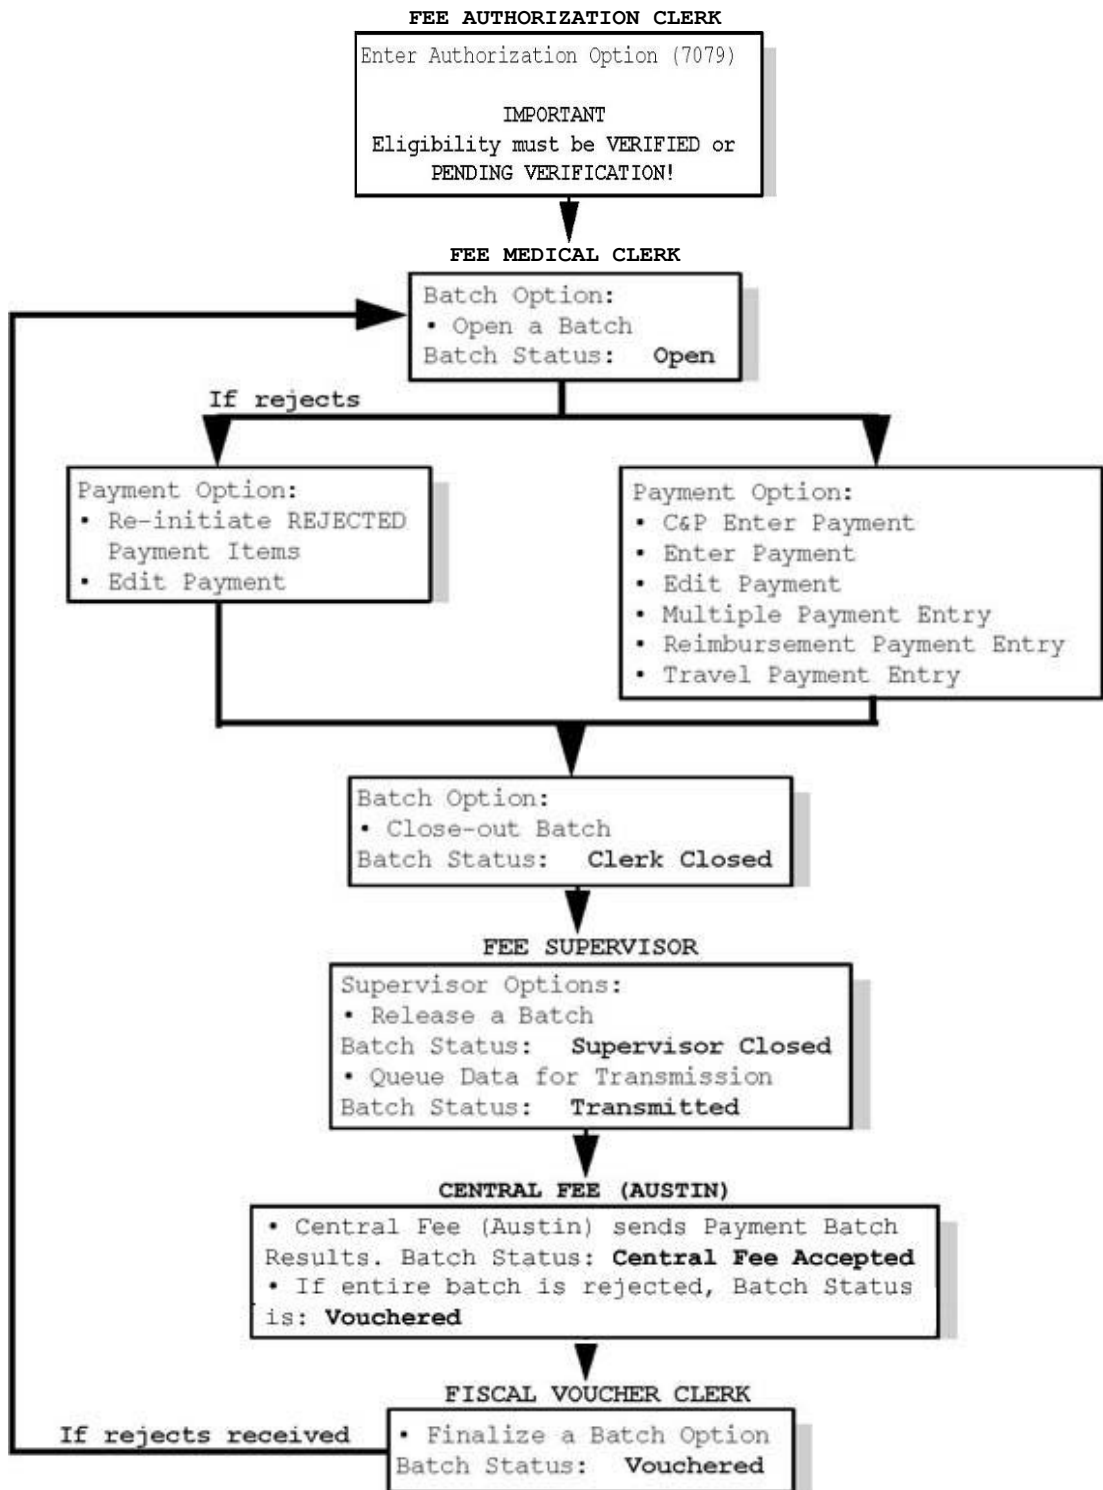 FEE AUTHORIZATION CLERK
Enter Authorization Option (7079)
IMPORTANT
Eligibility must be VERIFIED or
PENDING VERIFICATION!
FEE MEDICAL CLERK
Batch Option:
• Open a Batch
Batch Status: Open
If rejects
Payment Option:
• Re-initiate REJECTED
Payment Items
• Edit Payment
Payment Option:
• C&P Enter Payment
• Enter Payment
• Edit Payment
• Multiple Payment Entry
• Reimbursement Payment Entry
• Travel Payment Entry
Batch Option:
• Close-out Batch
Batch Status: Clerk Closed
FEE SUPERVISOR
Supervisor Options:
• Release a Batch
Batch Status: Supervisor Closed
• Queue Data for Transmission
Batch Status: Transmitted
CENTRAL FEE (AUSTIN)
• Central Fee (Austin) sends Payment Batch
Results. Batch Status: Central Fee Accepted
• If entire batch is rejected, Batch Status
is: Vouchered
FISCAL VOUCHER CLERK
If rejects received
• Finalize a Batch Option
Batch Status: Vouchered